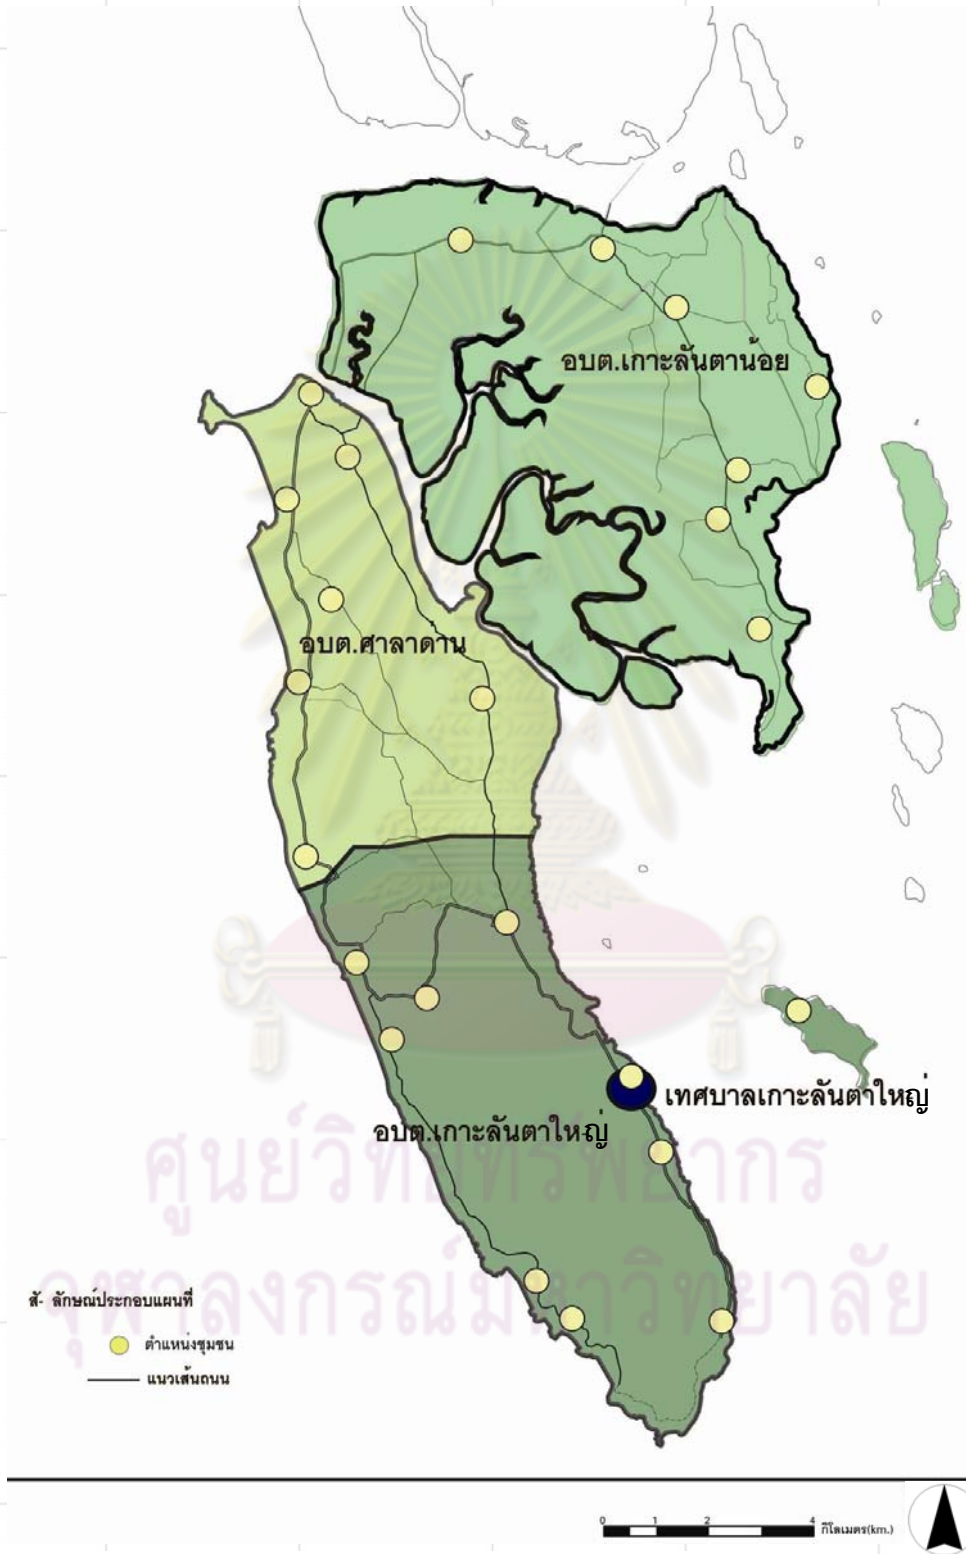 อบต.เกาะลันตาน้อย
อบต.ศาลาด่าน
เทศบาลเกาะลันตาใหญ่
อบต.เกาะลันตาใหญ่
ศูนย์วิทยทรัพยากร
จุฬาลงกรณ์มหาวิทยาลัย
สั- ลักษณ์ประกอบแผนที่
ตำแหน่งชุมชน
แนวเส้นถนน
0 1 2 4 กิโลเมตร(km.)